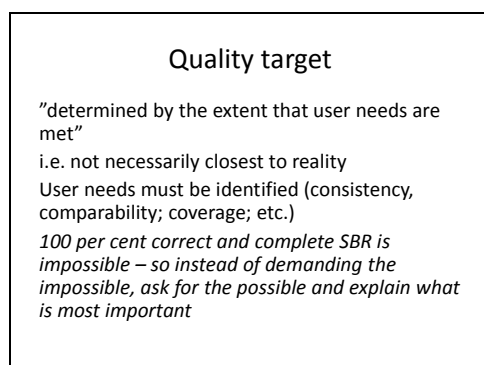 Quality target
”determined by the extent that user needs are
met”
i.e. not necessarily closest to reality
User needs must be identified (consistency,
comparability; coverage; etc.)
100 per cent correct and complete SBR is
impossible – so instead of demanding the
impossible, ask for the possible and explain what
is most important